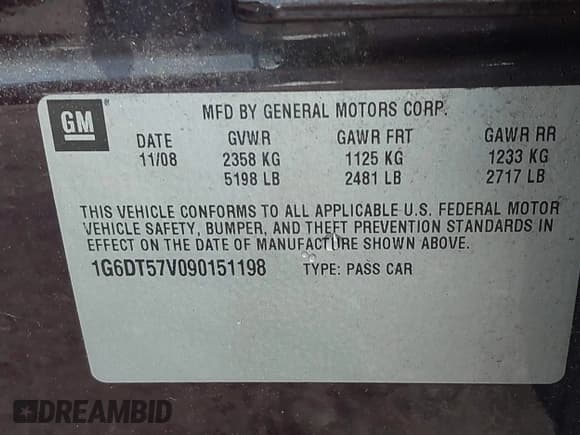 GM
MFD BY GENERAL MOTORS CORP.
DATE GVWR GAWR FRT GAWR RR
11/08 2358 KG 1125 KG 1233 KG
5198 LB 2481 LB 2717 LB
THIS VEHICLE CONFORMS TO ALL APPLICABLE U.S. FEDERAL MOTOR
VEHICLE SAFETY, BUMPER, AND THEFT PREVENTION STANDARDS IN
EFFECT ON THE DATE OF MANUFACTURE SHOWN ABOVE.
1G6DT57V090151198 TYPE: PASS CAR
DREAMBID